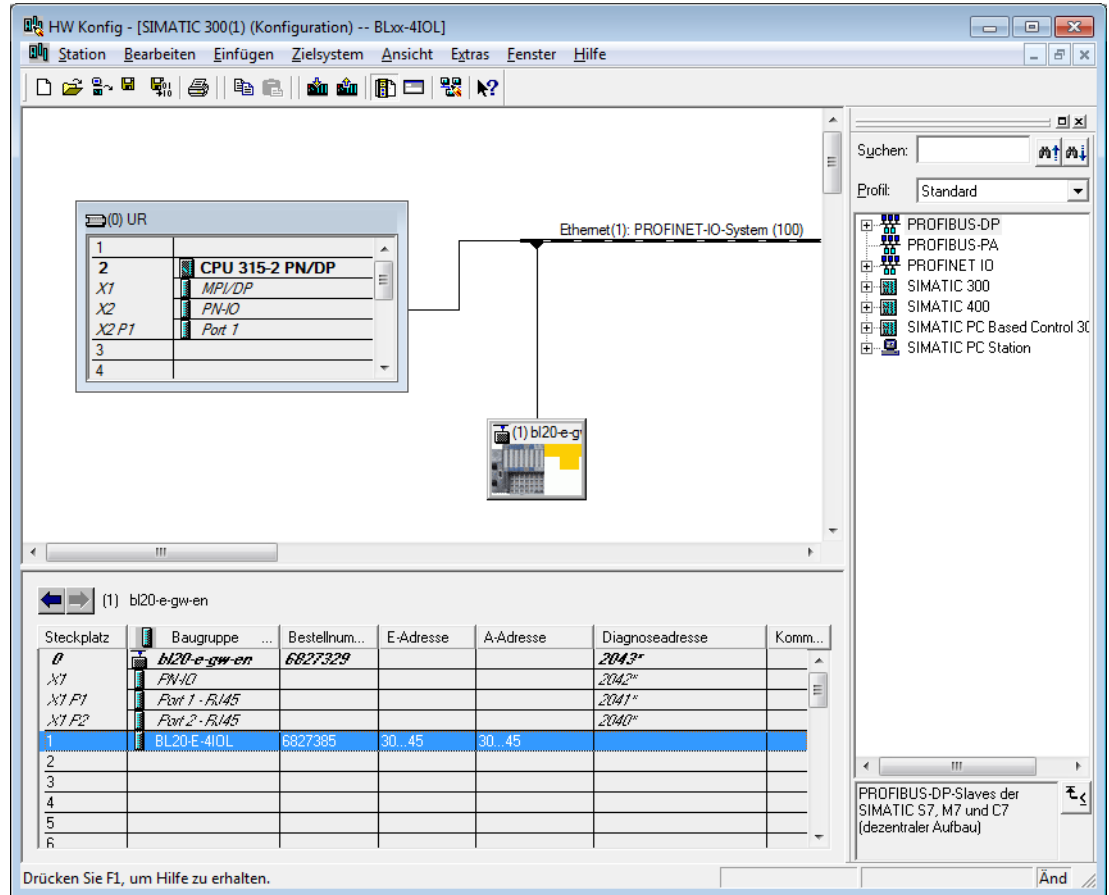 HW Konfig - [SIMATIC 300(1) (Konfiguration) -- BLxx-4IOL]
Station Bearbeiten Einfügen Zielsystem Ansicht Extras Fenster Hilfe
Suchen:
Profil: Standard
PROFIBUS-DP
PROFIBUS-PA
PROFINET IO
SIMATIC 300
SIMATIC 400
SIMATIC PC Based Control 30
SIMATIC PC Station
(0) UR
1
2 CPU 315-2 PN/DP
X1 MPI/DP
X2 PN-IO
X2 P1 Port 1
3
4
Ethernet(1): PROFINET-IO-System (100)
(1) bl20-e-g
(1) bl20-e-gw-en
Steckplatz Baugruppe ... Bestellnum... E-Adresse A-Adresse Diagnoseadresse Komm...
0 bl20-e-gw-en 6827329 2043*
X1 PN-IO 2042*
X1 P1 Port 1 - RJ45 2041*
X1 P2 Port 2 - RJ45 2040*
1 BL20-E-4IOL 6827385 30...45 30...45
2
3
4
5
6
PROFIBUS-DP-Slaves der
SIMATIC S7, M7 und C7
(dezentraler Aufbau)
Drücken Sie F1, um Hilfe zu erhalten.
Änd